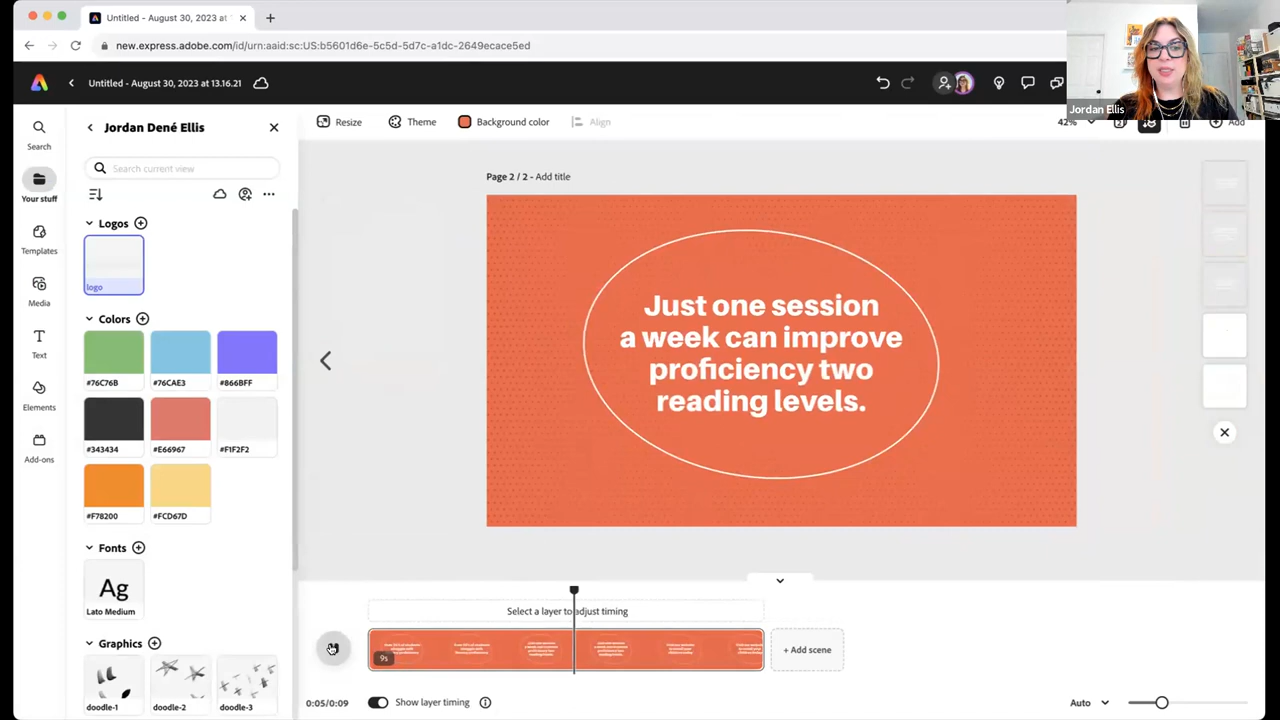 Untitled - August 30, 2023 at
new.express.adobe.com/id/urn:aaid:sc:US:b5601d6e-5c5d-5d7c-a1dc-2649ecace5ed
Untitled - August 30, 2023 at 13.16.21
Jordan Ellis
Search
Your stuff
Templates
Media
Text
Elements
Add-ons
Jordan Dené Ellis
Search current view
Logos
logo
Colors
#76C76B
#76CAE3
#866BFF
#343434
#E66967
#F1F2F2
#F78200
#FCD67D
Fonts
Ag
Lato Medium
Graphics
doodle-1
doodle-2
doodle-3
Resize
Theme
Background color
Align
42%
Add
Page 2 / 2 - Add title
Just one session
a week can improve
proficiency two
reading levels.
Select a layer to adjust timing
9s
+ Add scene
0:05/0:09
Show layer timing
Auto